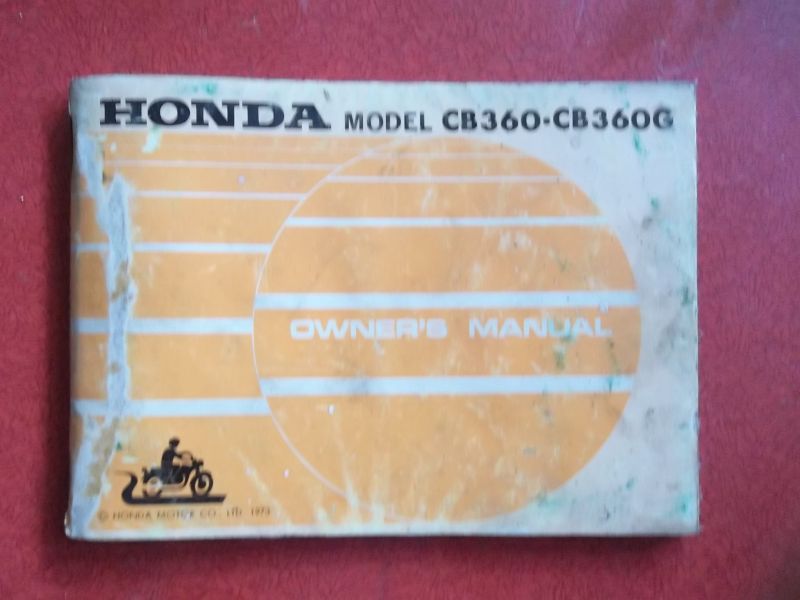 HONDA MODEL CB360·CB360G
OWNER'S MANUAL
© HONDA MOTOR CO., LTD. 1973